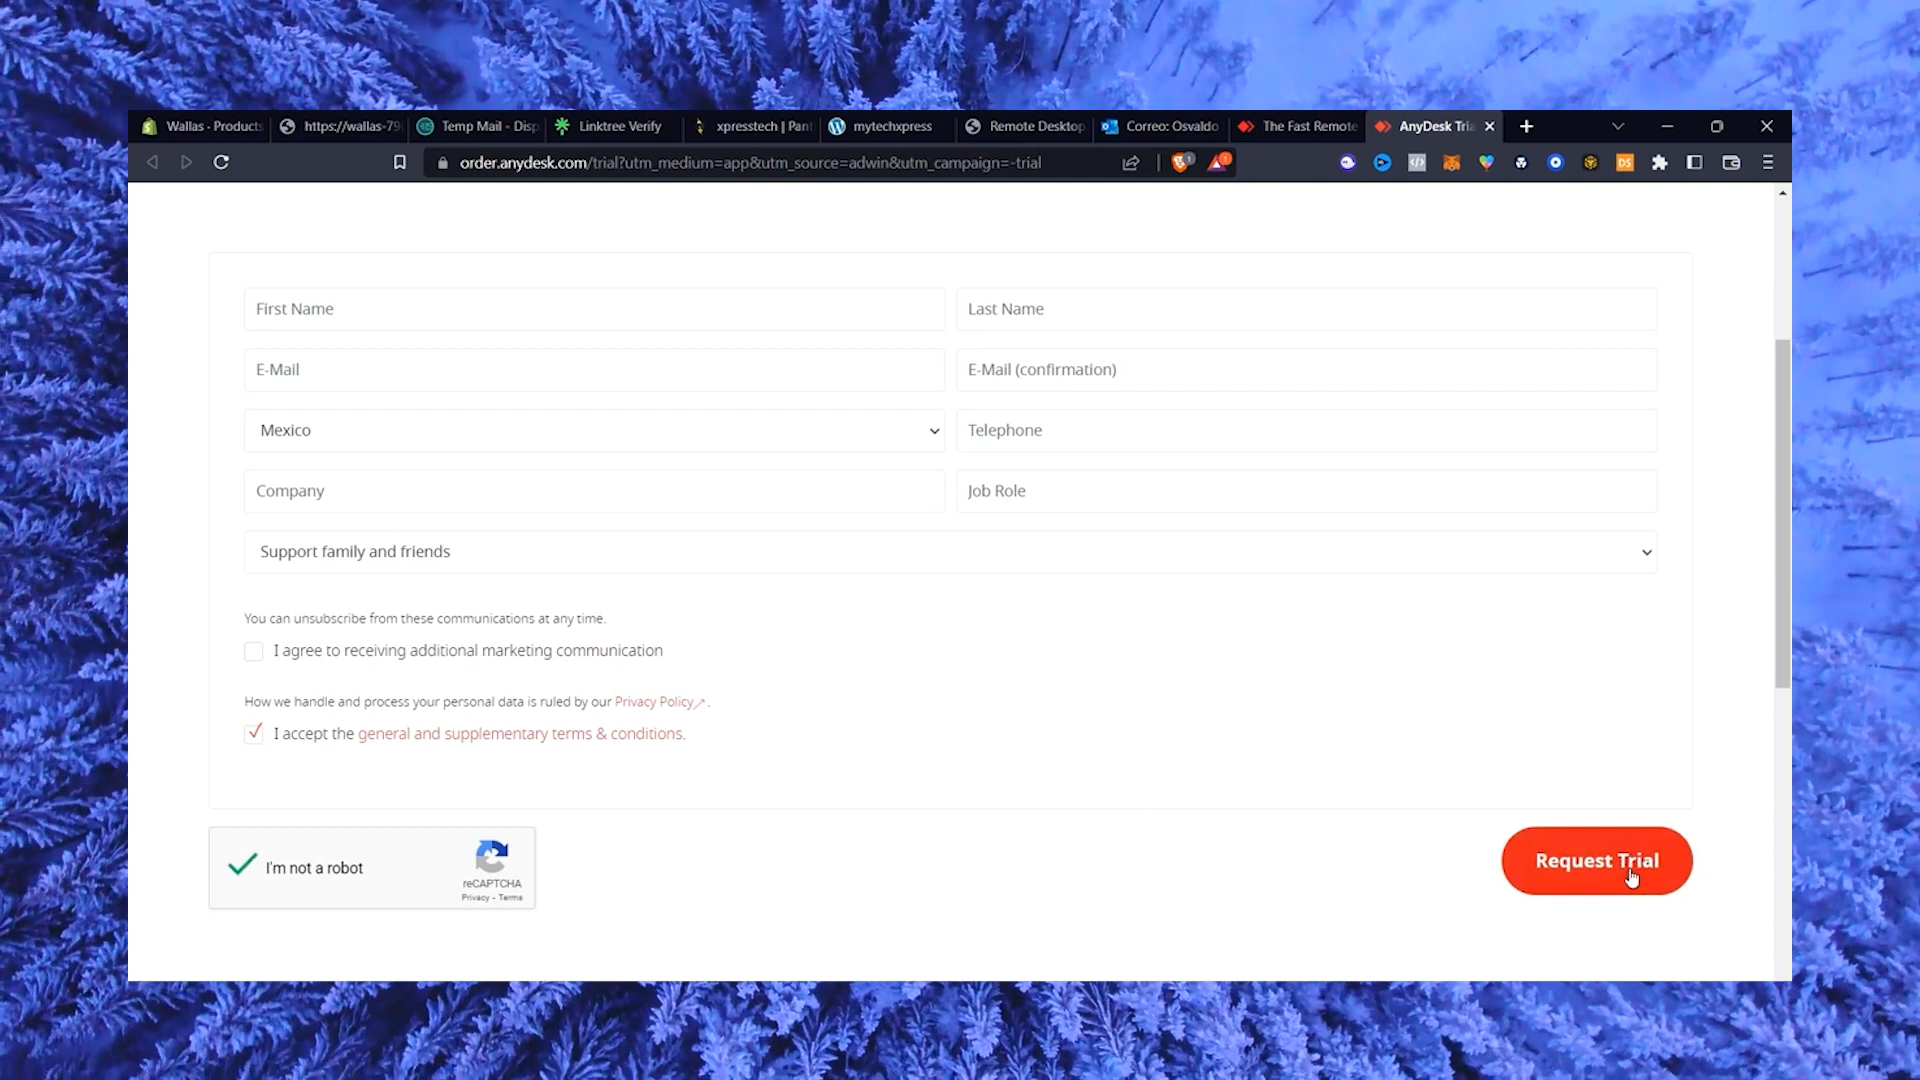 Wallas - Products
https://wallas-79
Temp Mail - Disp
Linktree Verify
xpresstech | Pant
mytechxpress
Remote Desktop
Correo: Osvaldo
The Fast Remote
AnyDesk Tria
order.anydesk.com/trial?utm_medium=app&utm_source=adwin&utm_campaign=-trial
1
1
DS
First Name
Last Name
E-Mail
E-Mail (confirmation)
Mexico
Telephone
Company
Job Role
Support family and friends
You can unsubscribe from these communications at any time.
I agree to receiving additional marketing communication
How we handle and process your personal data is ruled by our Privacy Policy↗.
I accept the general and supplementary terms & conditions.
I'm not a robot
reCAPTCHA
Privacy - Terms
Request Trial